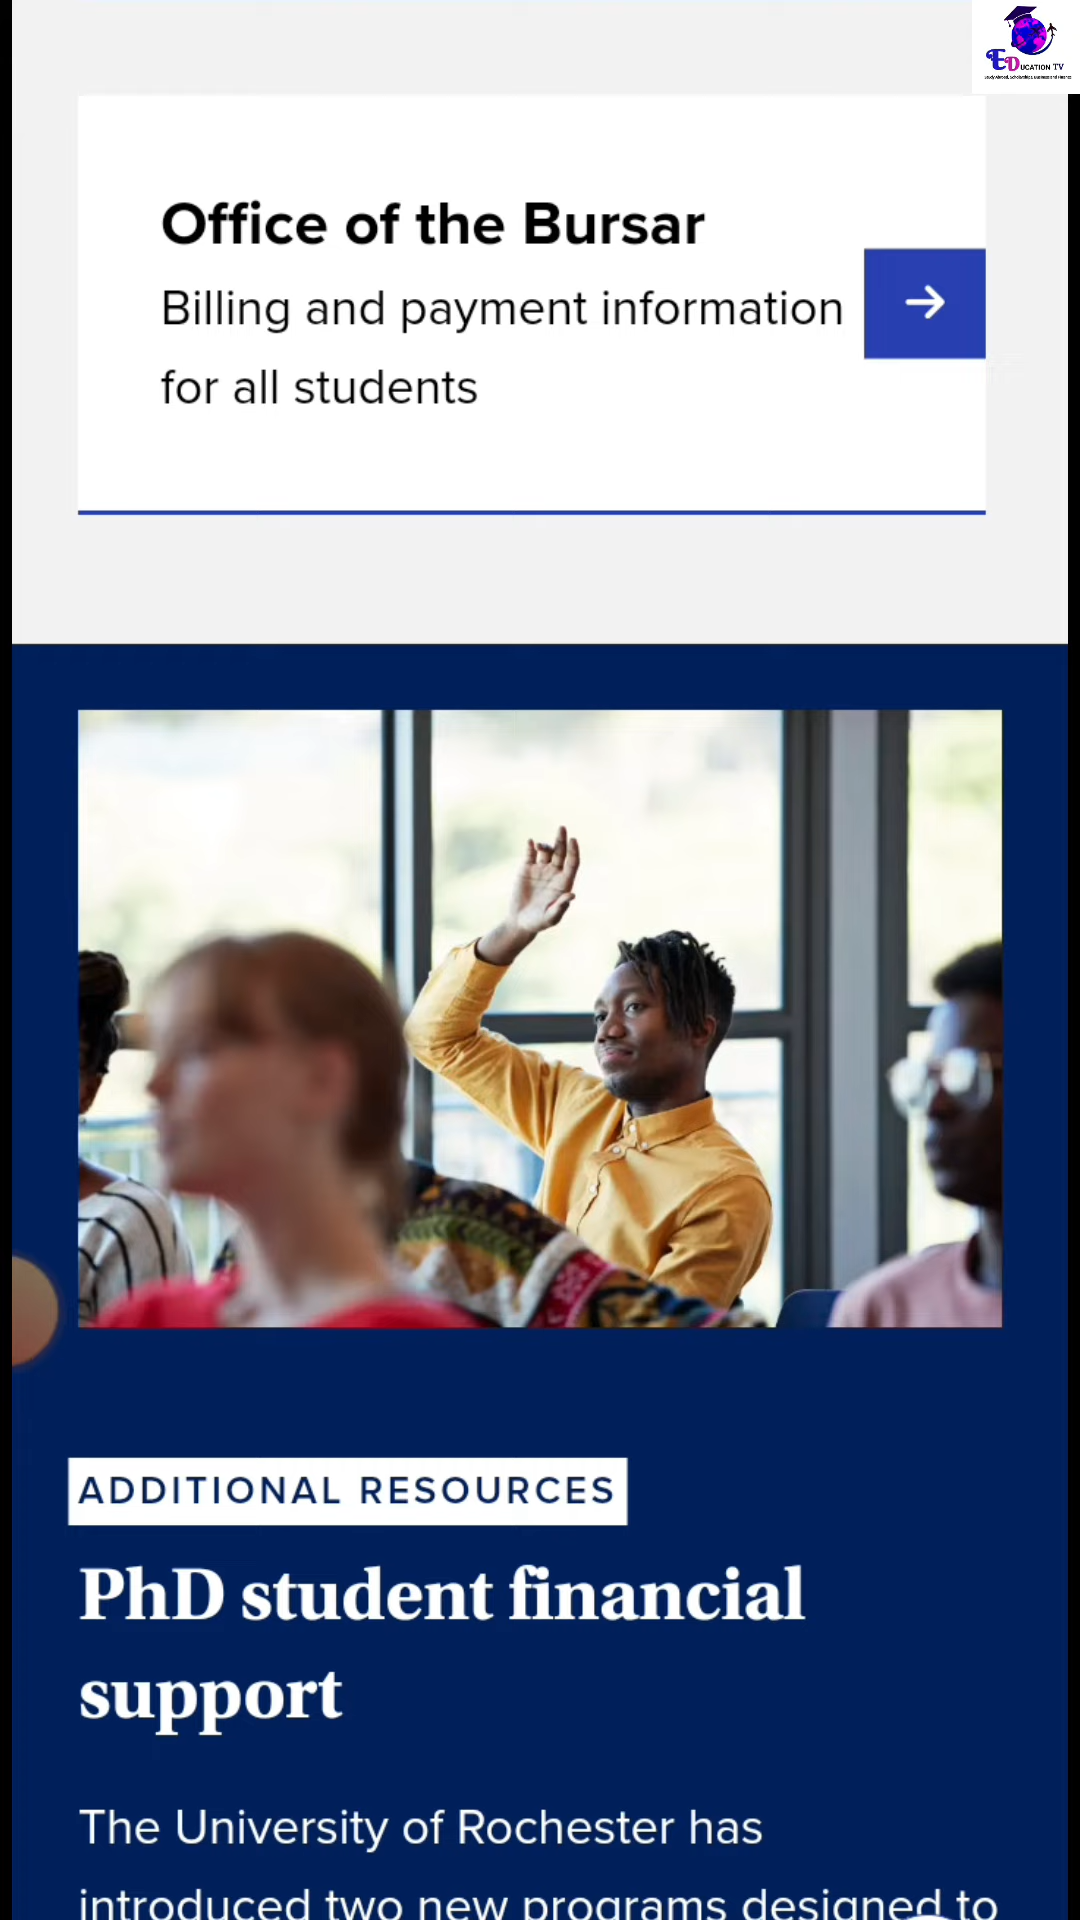 EDUCATION TV
Office of the Bursar
Billing and payment information
for all students
ADDITIONAL RESOURCES
PhD student financial
support
The University of Rochester has
introduced two new programs designed to